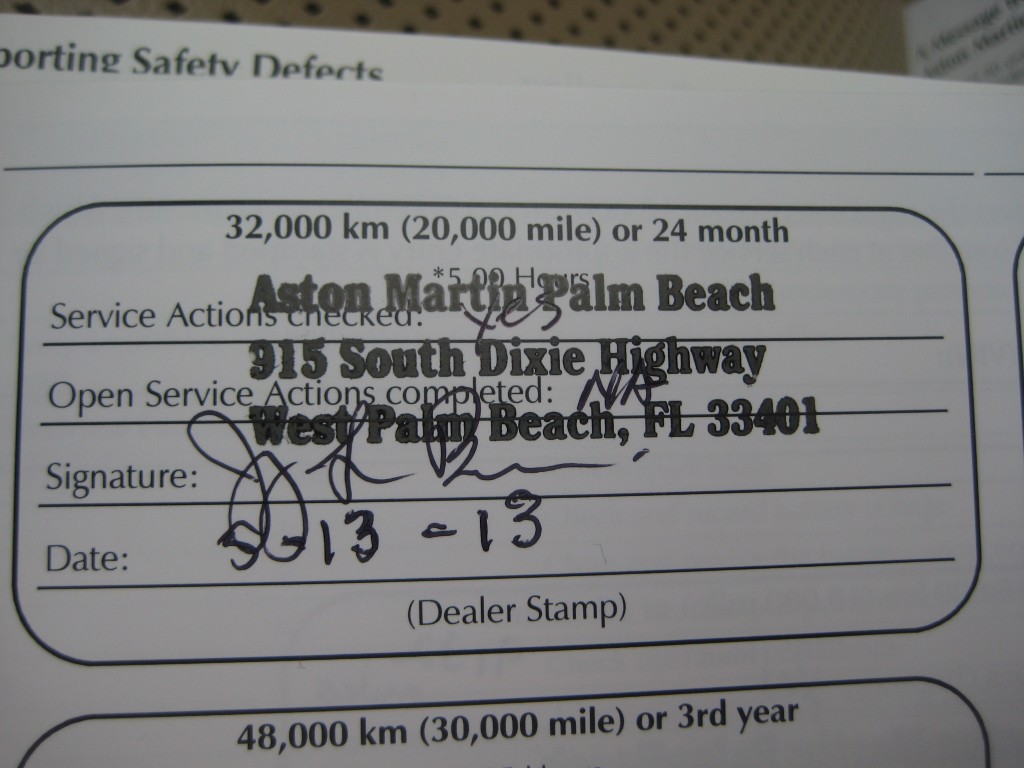 porting Safety Defects
32,000 km (20,000 mile) or 24 month
*5.00 Hours
Aston Martin Palm Beach
Service Actions checked: yes
915 South Dixie Highway
Open Service Actions completed: NA
West Palm Beach, FL 33401
Signature:
Date: 5-13-13
(Dealer Stamp)
48,000 km (30,000 mile) or 3rd year